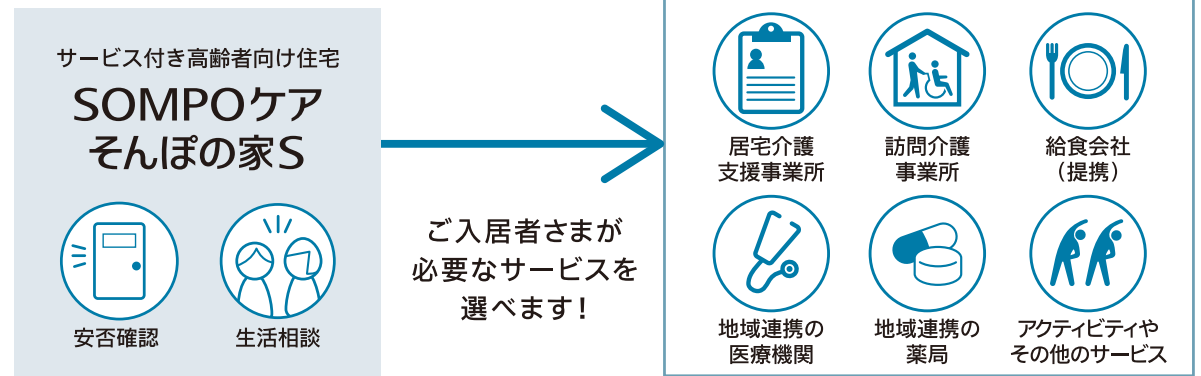 サービス付き高齢者向け住宅
SOMPOケア
そんぽの家S
安否確認
生活相談
ご入居者さまが
必要なサービスを
選べます!
居宅介護
支援事業所
訪問介護
事業所
給食会社
（提携）
地域連携の
医療機関
地域連携の
薬局
アクティビティや
その他のサービス